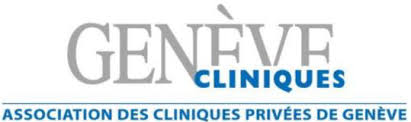 GENÈVE
CLINIQUES
ASSOCIATION DES CLINIQUES PRIVÉES DE GENÈVE